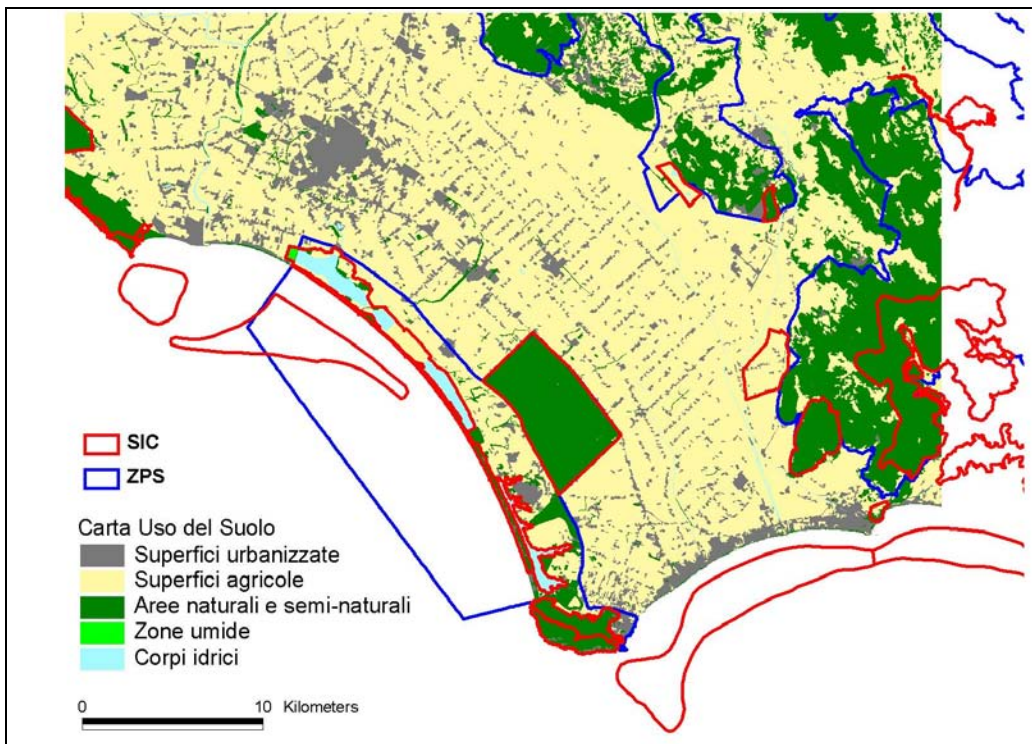 SIC
ZPS
Carta Uso del Suolo
Superfici urbanizzate
Superfici agricole
Aree naturali e semi-naturali
Zone umide
Corpi idrici
0 10 Kilometers